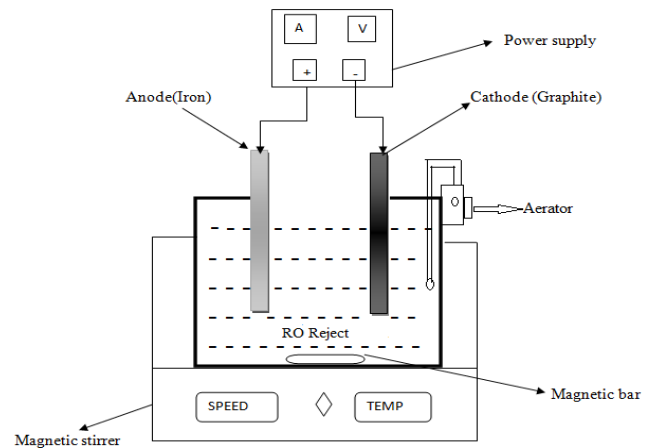 A
V
Power supply
+
-
Anode(Iron)
Cathode (Graphite)
Aerator
RO Reject
Magnetic bar
SPEED
TEMP
Magnetic stirrer